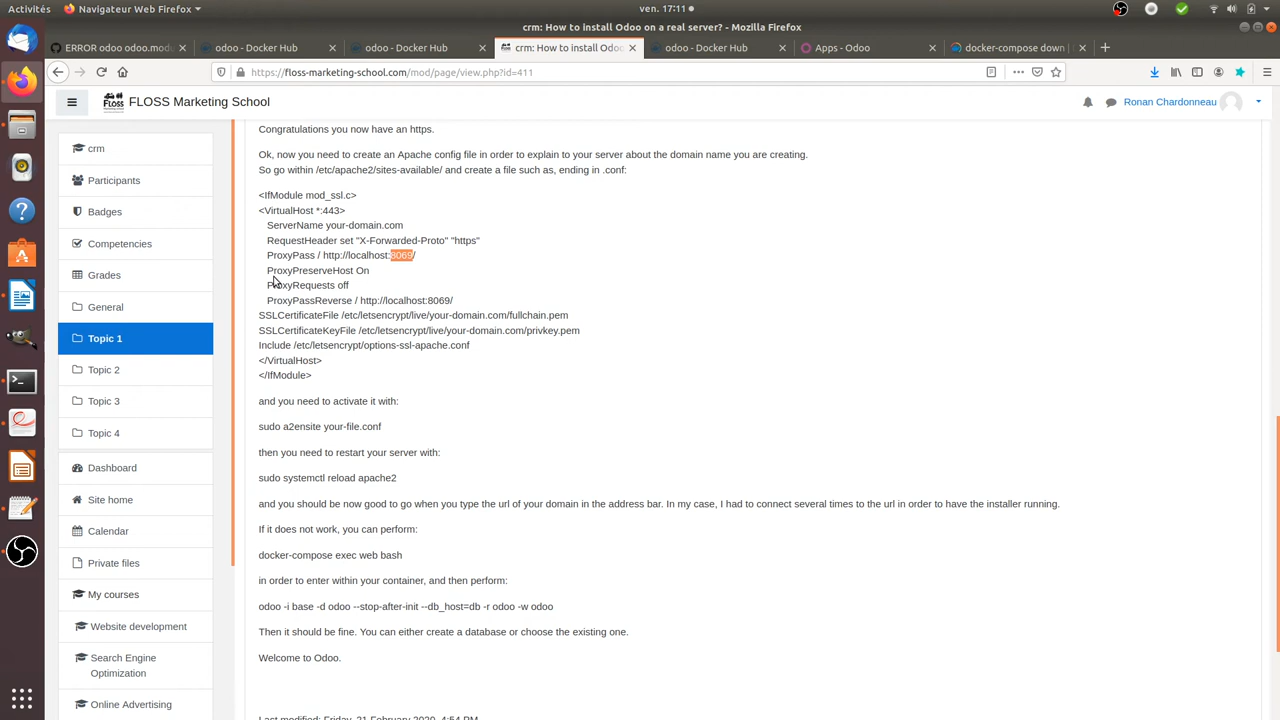 Activités
Navigateur Web Firefox
ven. 17:11
crm: How to install Odoo on a real server? - Mozilla Firefox
ERROR odoo odoo.modu
odoo - Docker Hub
odoo - Docker Hub
crm: How to install Odoo
odoo - Docker Hub
Apps - Odoo
docker-compose down |
https://floss-marketing-school.com/mod/page/view.php?id=411
FLOSS Marketing School
Ronan Chardonneau
crm
Participants
Badges
Competencies
Grades
General
Topic 1
Topic 2
Topic 3
Topic 4
Dashboard
Site home
Calendar
Private files
My courses
Website development
Search Engine
Optimization
Online Advertising
Congratulations you now have an https.
Ok, now you need to create an Apache config file in order to explain to your server about the domain name you are creating.
So go within /etc/apache2/sites-available/ and create a file such as, ending in .conf:
<IfModule mod_ssl.c>
<VirtualHost *:443>
ServerName your-domain.com
RequestHeader set "X-Forwarded-Proto" "https"
ProxyPass / http://localhost:8069/
ProxyPreserveHost On
ProxyRequests off
ProxyPassReverse / http://localhost:8069/
SSLCertificateFile /etc/letsencrypt/live/your-domain.com/fullchain.pem
SSLCertificateKeyFile /etc/letsencrypt/live/your-domain.com/privkey.pem
Include /etc/letsencrypt/options-ssl-apache.conf
</VirtualHost>
</IfModule>
and you need to activate it with:
sudo a2ensite your-file.conf
then you need to restart your server with:
sudo systemctl reload apache2
and you should be now good to go when you type the url of your domain in the address bar. In my case, I had to connect several times to the url in order to have the installer running.
If it does not work, you can perform:
docker-compose exec web bash
in order to enter within your container, and then perform:
odoo -i base -d odoo --stop-after-init --db_host=db -r odoo -w odoo
Then it should be fine. You can either create a database or choose the existing one.
Welcome to Odoo.
Last modified: Friday, 21 February 2020, 4:54 PM